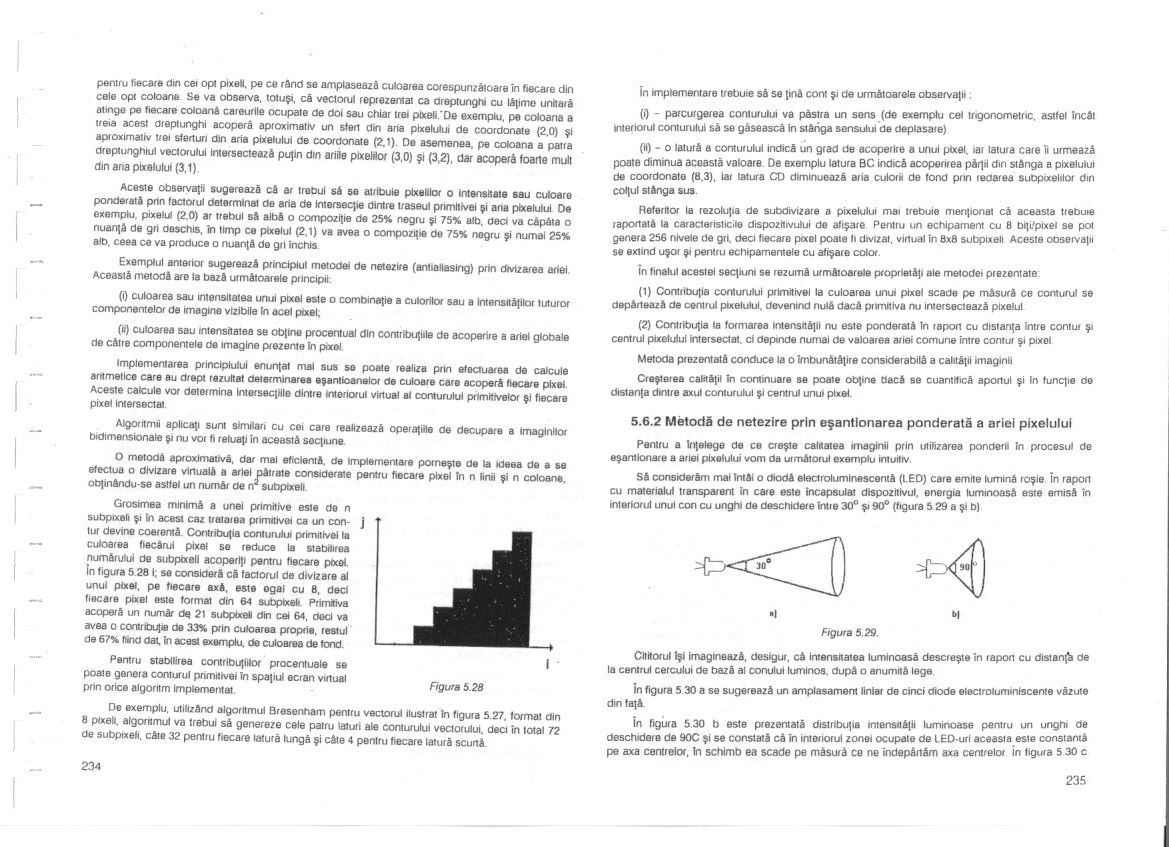 pentru fiecare din cei opt pixeli, pe ce rând se amplasează culoarea corespunzătoare în fiecare din
cele opt coloane. Se va observa, totuşi, că vectorul reprezentat ca dreptunghi cu lăţime unitară
atinge pe fiecare coloană careurile ocupate de doi sau chiar trei pixeli. De exemplu, pe coloana a
treia acest dreptunghi acoperă aproximativ un sfert din aria pixelului de coordonate (2,0) şi
aproximativ trei sferturi din aria pixelului de coordonate (2,1). De asemenea, pe coloana a patra
dreptunghiul vectorului intersectează puţin din ariile pixelilor (3,0) şi (3,2), dar acoperă foarte mult
din aria pixelului (3,1).
Aceste observaţii sugerează că ar trebui să se atribuie pixelilor o intensitate sau culoare
ponderată prin factorul determinat de aria de intersecţie dintre traseul primitivei şi aria pixelului. De
exemplu, pixelul (2,0) ar trebui să aibă o compoziţie de 25% negru şi 75% alb, deci va căpăta o
nuanţă de gri deschis, în timp ce pixelul (2,1) va avea o compoziţie de 75% negru şi numai 25%
alb, ceea ce va produce o nuanţă de gri închis.
Exemplul anterior sugerează principiul metodei de netezire (antialiasing) prin divizarea ariei.
Această metodă are la bază următoarele principii:
(i) culoarea sau intensitatea unui pixel este o combinaţie a culorilor sau a intensităţilor tuturor
componentelor de imagine vizibile în acel pixel;
(ii) culoarea sau intensitatea se obţine procentual din contribuţiile de acoperire a ariei globale
de către componentele de imagine prezente în pixel.
Implementarea principiului enunţat mai sus se poate realiza prin efectuarea de calcule
aritmetice care au drept rezultat determinarea eşantioanelor de culoare care acoperă fiecare pixel.
Aceste calcule vor determina intersecţiile dintre interiorul virtual al conturului primitivelor şi fiecare
pixel intersectat.
Algoritmii aplicaţi sunt similari cu cei care realizează operaţiile de decupare a imaginilor
bidimensionale şi nu vor fi reluaţi în această secţiune.
O metodă aproximativă, dar mai eficientă, de implementare porneşte de la ideea de a se
efectua o divizare virtuală a ariei pătrate considerate pentru fiecare pixel în n linii şi n coloane,
obţinându-se astfel un număr de n² subpixeli.
Grosimea minimă a unei primitive este de n
subpixeli şi în acest caz tratarea primitivei ca un con-
tur devine coerentă. Contribuţia conturului primitivei la
culoarea fiecărui pixel se reduce la stabilirea
numărului de subpixeli acoperiţi pentru fiecare pixel.
În figura 5.28 i; se consideră că factorul de divizare al
unui pixel, pe fiecare axă, este egal cu 8, deci
fiecare pixel este format din 64 subpixeli. Primitiva
acoperă un număr de 21 subpixeli din cei 64, deci va
avea o contribuţie de 33% prin culoarea proprie, restul
de 67% fiind dat, în acest exemplu, de culoarea de fond.
Pentru stabilirea contribuţiilor procentuale se
poate genera conturul primitivei în spaţiul ecran virtual
prin orice algoritm implementat.
j
i
Figura 5.28
De exemplu, utilizând algoritmul Bresenham pentru vectorul ilustrat în figura 5.27, format din
8 pixeli, algoritmul va trebui să genereze cele patru laturi ale conturului vectorului, deci în total 72
de subpixeli, câte 32 pentru fiecare latură lungă şi câte 4 pentru fiecare latură scurtă.
234
În implementare trebuie să se ţină cont şi de următoarele observaţii :
(i) - parcurgerea conturului va păstra un sens (de exemplu cel trigonometric, astfel încât
interiorul conturului să se găsească în stânga sensului de deplasare).
(ii) - o latură a conturului indică un grad de acoperire a unui pixel, iar latura care îi urmează
poate diminua această valoare. De exemplu latura BC indică acoperirea părţii din stânga a pixelului
de coordonate (8,3), iar latura CD diminuează aria culorii de fond prin redarea subpixelilor din
colţul stânga sus.
Referitor la rezoluţia de subdivizare a pixelului mai trebuie menţionat că aceasta trebuie
raportată la caracteristicile dispozitivului de afişare. Pentru un echipament cu 8 biţi/pixel se pot
genera 256 nivele de gri, deci fiecare pixel poate fi divizat, virtual în 8x8 subpixeli. Aceste observaţii
se extind uşor şi pentru echipamentele cu afişare color.
În finalul acestei secţiuni se rezumă următoarele proprietăţi ale metodei prezentate:
(1) Contribuţia conturului primitivei la culoarea unui pixel scade pe măsură ce conturul se
depărtează de centrul pixelului, devenind nulă dacă primitiva nu intersectează pixelul.
(2) Contribuţia la formarea intensităţii nu este ponderată în raport cu distanţa între contur şi
centrul pixelului intersectat, ci depinde numai de valoarea ariei comune între contur şi pixel.
Metoda prezentată conduce la o îmbunătăţire considerabilă a calităţii imaginii.
Creşterea calităţii în continuare se poate obţine dacă se cuantifică aportul şi în funcţie de
distanţa dintre axul conturului şi centrul unui pixel.
5.6.2 Metodă de netezire prin eşantionarea ponderată a ariei pixelului
Pentru a înţelege de ce creşte calitatea imaginii prin utilizarea ponderii în procesul de
eşantionare a ariei pixelului vom da următorul exemplu intuitiv.
Să considerăm mai întâi o diodă electroluminescentă (LED) care emite lumină roşie. În raport
cu materialul transparent în care este încapsulat dispozitivul, energia luminoasă este emisă în
interiorul unui con cu unghi de deschidere între 30° şi 90° (figura 5.29 a şi b).
30°
90°
a)
b)
Figura 5.29.
Cititorul îşi imaginează, desigur, că intensitatea luminoasă descreşte în raport cu distanţa de
la centrul cercului de bază al conului luminos, după o anumită lege.
În figura 5.30 a se sugerează un amplasament liniar de cinci diode electroluminiscente văzute
din faţă.
În figura 5.30 b este prezentată distribuţia intensităţii luminoase pentru un unghi de
deschidere de 90C şi se constată că în interiorul zonei ocupate de LED-uri aceasta este constantă
pe axa centrelor, în schimb ea scade pe măsură ce ne îndepărtăm axa centrelor. În figura 5.30 c
235